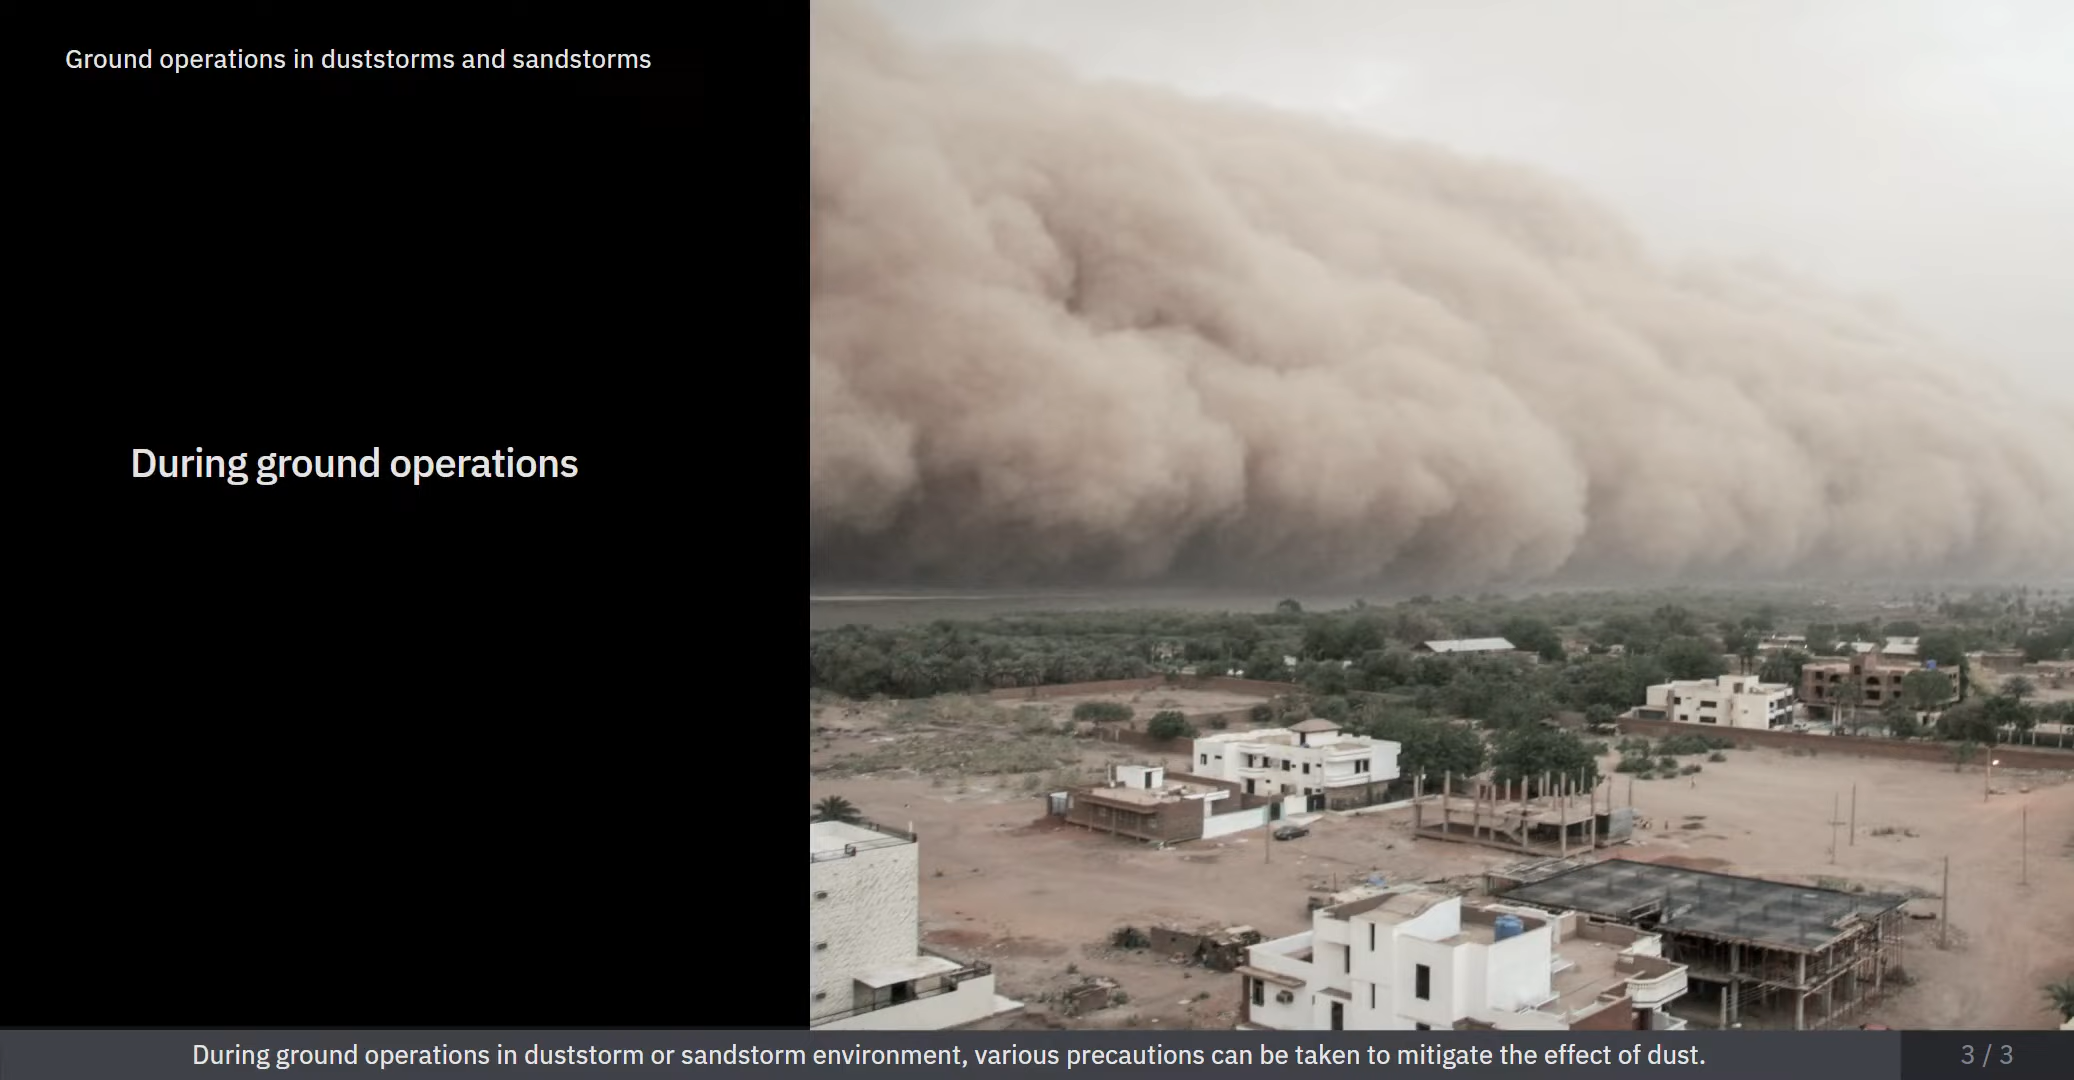 Ground operations in duststorms and sandstorms
During ground operations
During ground operations in duststorm or sandstorm environment, various precautions can be taken to mitigate the effect of dust.
3 / 3